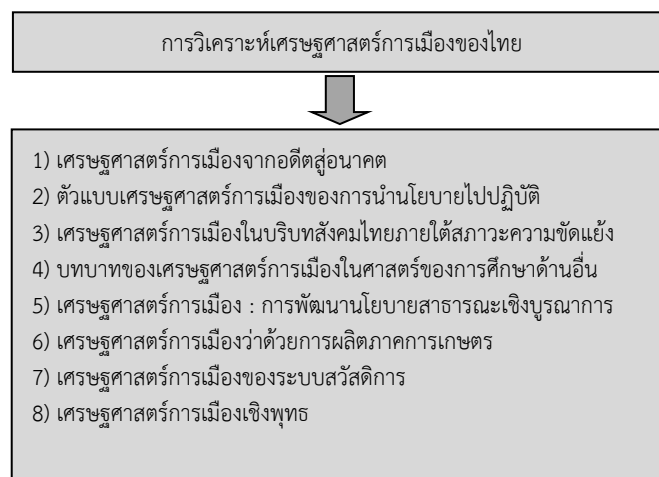 การวิเคราะห์เศรษฐศาสตร์การเมืองของไทย
1) เศรษฐศาสตร์การเมืองจากอดีตสู่อนาคต
2) ตัวแบบเศรษฐศาสตร์การเมืองของการนำนโยบายไปปฏิบัติ
3) เศรษฐศาสตร์การเมืองในบริบทสังคมไทยภายใต้สภาวะความขัดแย้ง
4) บทบาทของเศรษฐศาสตร์การเมืองในศาสตร์ของการศึกษาด้านอื่น
5) เศรษฐศาสตร์การเมือง : การพัฒนานโยบายสาธารณะเชิงบูรณาการ
6) เศรษฐศาสตร์การเมืองว่าด้วยการผลิตภาคการเกษตร
7) เศรษฐศาสตร์การเมืองของระบบสวัสดิการ
8) เศรษฐศาสตร์การเมืองเชิงพุทธ